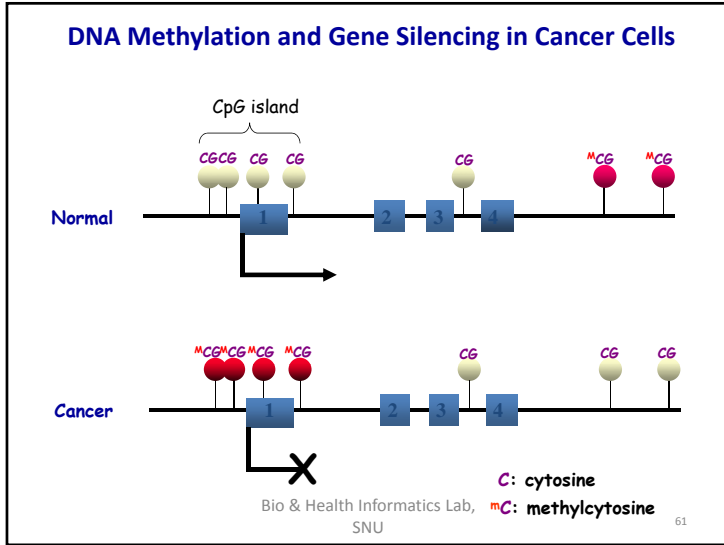 DNA Methylation and Gene Silencing in Cancer Cells
CpG island
CG CG CG CG CG ᵐCG ᵐCG
Normal
1 2 3 4
ᵐCG ᵐCG ᵐCG ᵐCG CG CG CG
Cancer
1 2 3 4
C: cytosine
ᵐC: methylcytosine
Bio & Health Informatics Lab,
SNU
61